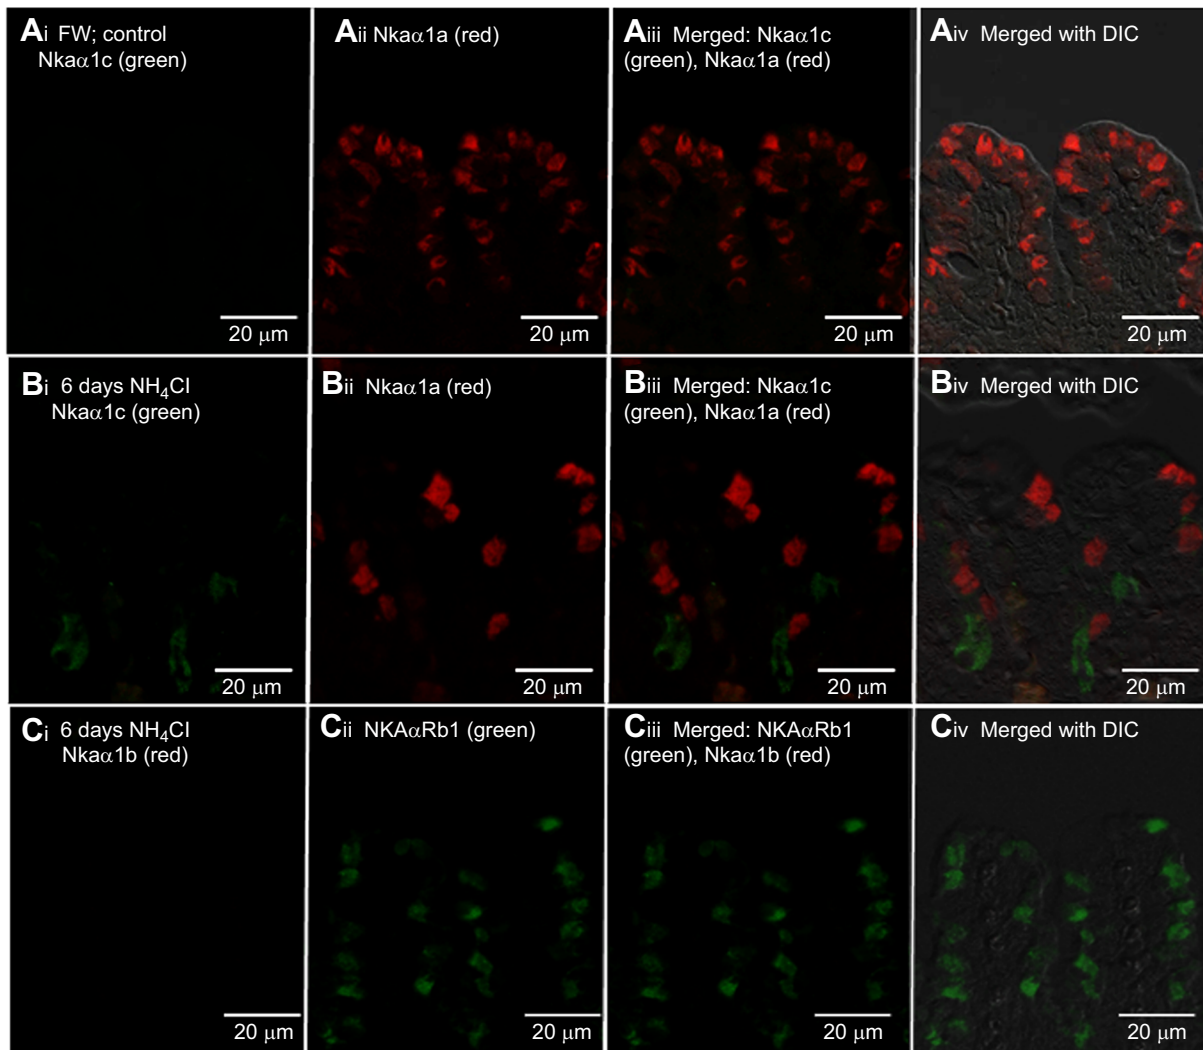 Ai FW; control
Nkaα1c (green)
Aii Nkaα1a (red)
Aiii Merged: Nkaα1c
(green), Nkaα1a (red)
Aiv Merged with DIC
20 μm
20 μm
20 μm
20 μm
Bi 6 days NH₄Cl
Nkaα1c (green)
Bii Nkaα1a (red)
Biii Merged: Nkaα1c
(green), Nkaα1a (red)
Biv Merged with DIC
20 μm
20 μm
20 μm
20 μm
Ci 6 days NH₄Cl
Nkaα1b (red)
Cii NKAαRb1 (green)
Ciii Merged: NKAαRb1
(green), Nkaα1b (red)
Civ Merged with DIC
20 μm
20 μm
20 μm
20 μm